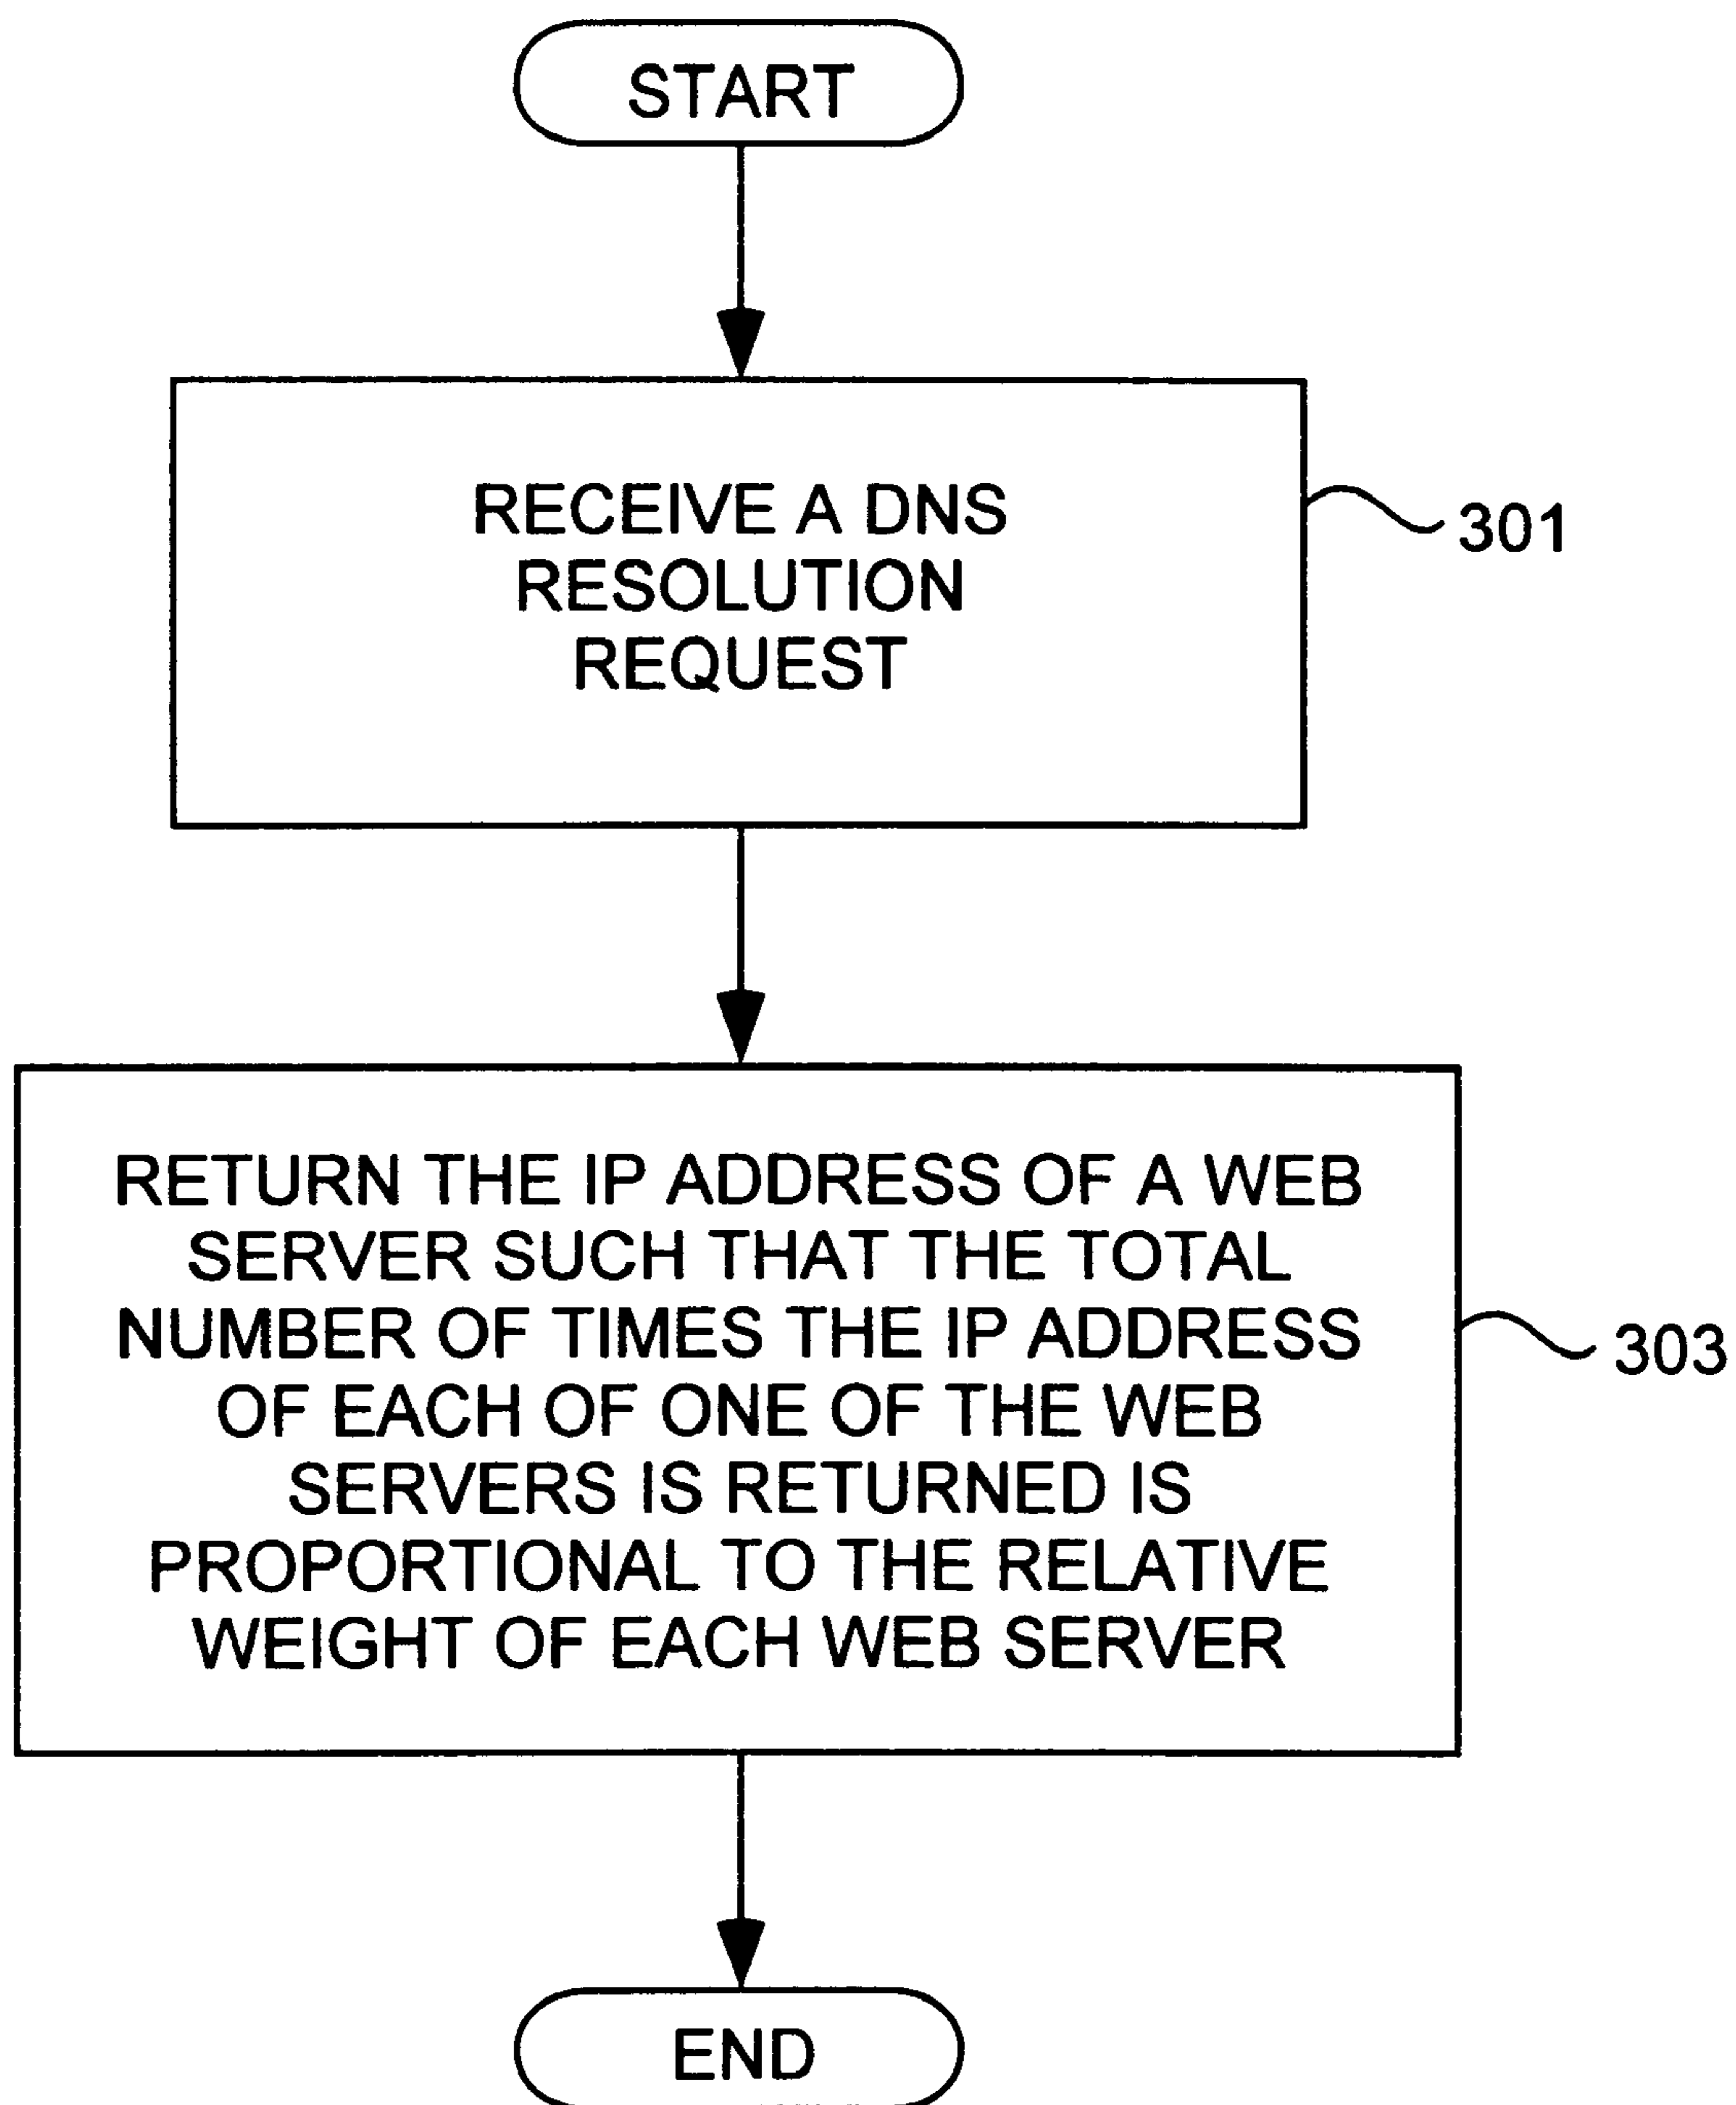 START
RECEIVE A DNS
RESOLUTION
REQUEST
301
RETURN THE IP ADDRESS OF A WEB
SERVER SUCH THAT THE TOTAL
NUMBER OF TIMES THE IP ADDRESS
OF EACH OF ONE OF THE WEB
SERVERS IS RETURNED IS
PROPORTIONAL TO THE RELATIVE
WEIGHT OF EACH WEB SERVER
303
END